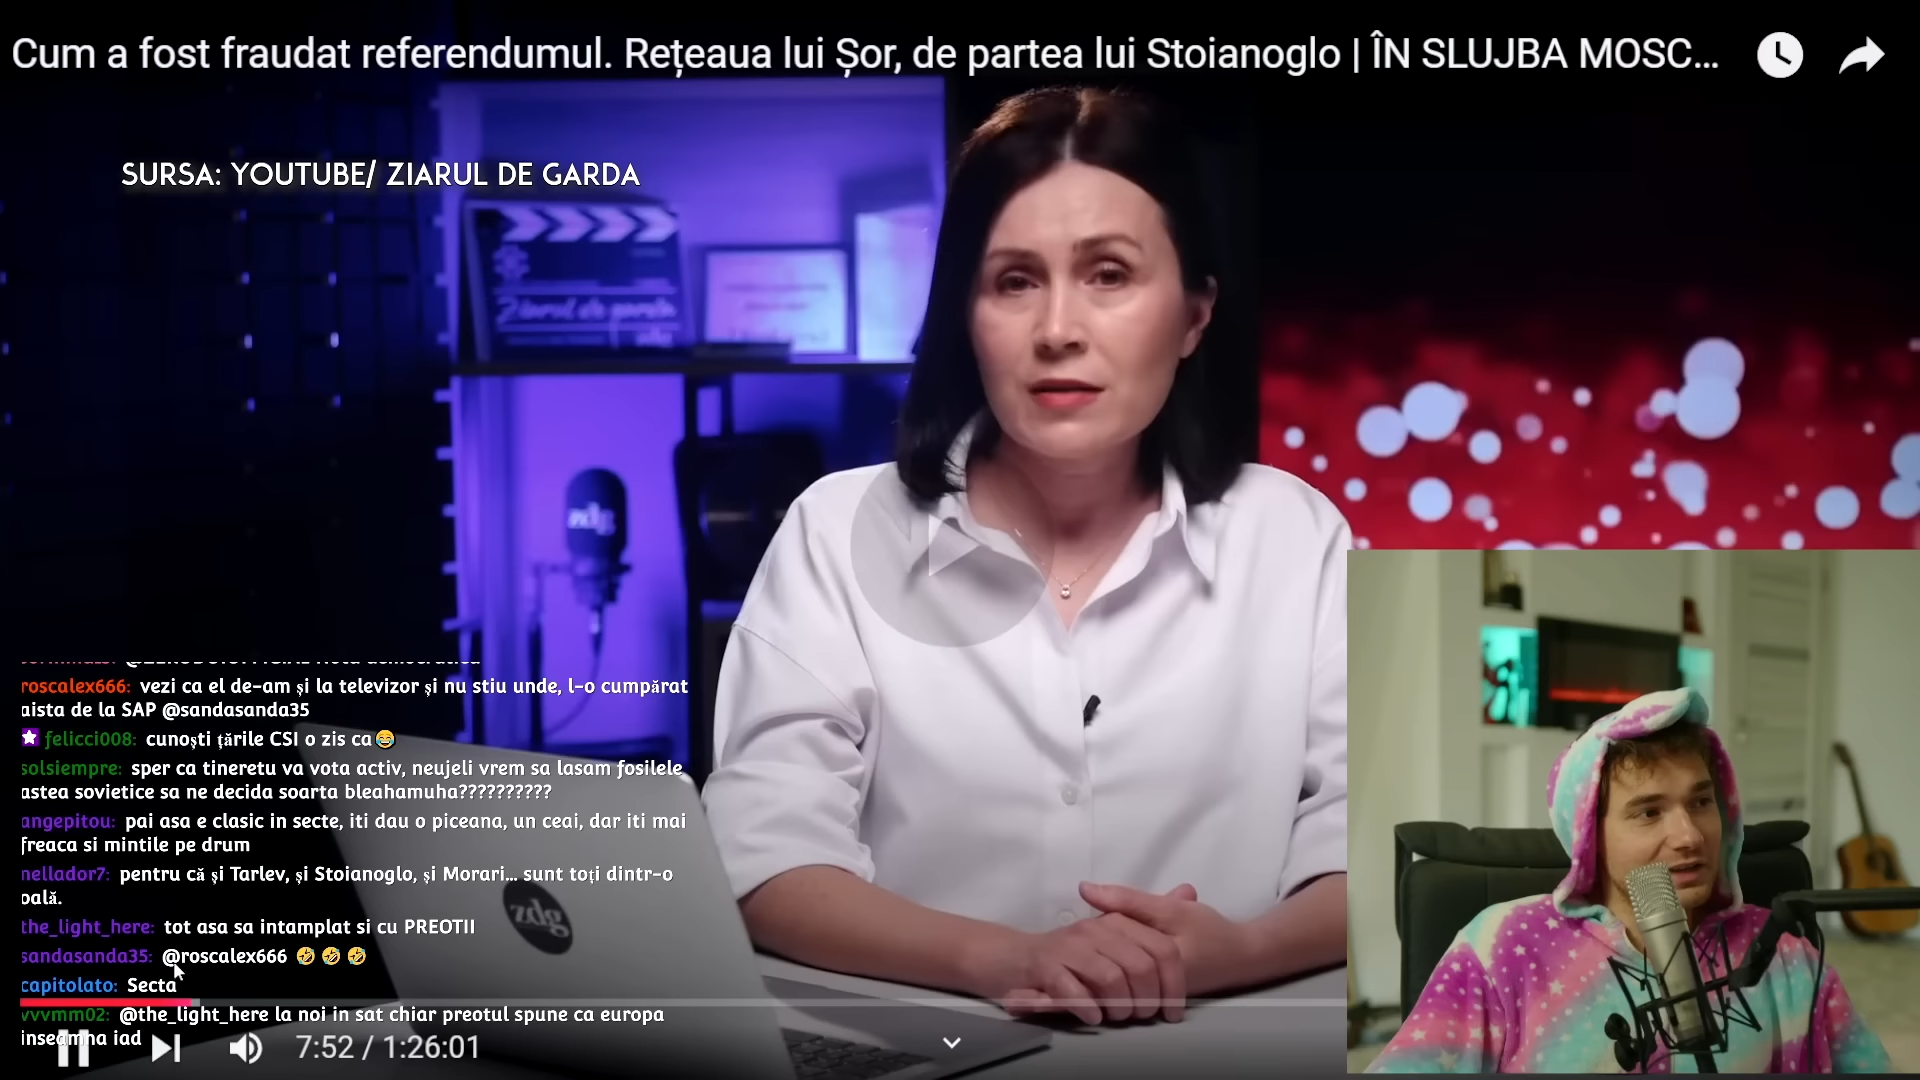 Cum a fost fraudat referendumul. Rețeaua lui Șor, de partea lui Stoianoglo | ÎN SLUJBA MOSC...
SURSA: YOUTUBE/ ZIARUL DE GARDA
Ziarul de gardă
zdg
zdg
roscalex666: vezi ca el de-am și la televizor și nu stiu unde, l-o cumpărat
aista de la SAP @sandasanda35
felicci008: cunoști țările CSI o zis ca😂
solsiempre: sper ca tineretu va vota activ, neujeli vrem sa lasam fosilele
astea sovietice sa ne decida soarta bleahamuha??????????
angepitou: pai asa e clasic in secte, iti dau o piceana, un ceai, dar iti mai
freaca si mintile pe drum
nellador7: pentru că și Tarlev, și Stoianoglo, și Morari... sunt toți dintr-o
oală.
zdg
the_light_here: tot asa sa intamplat si cu PREOTII
sandasanda35: @roscalex666 🤣 🤣 🤣
capitolato: Secta
vvvmm02: @the_light_here la noi in sat chiar preotul spune ca europa
inseamna iad
7:52 / 1:26:01